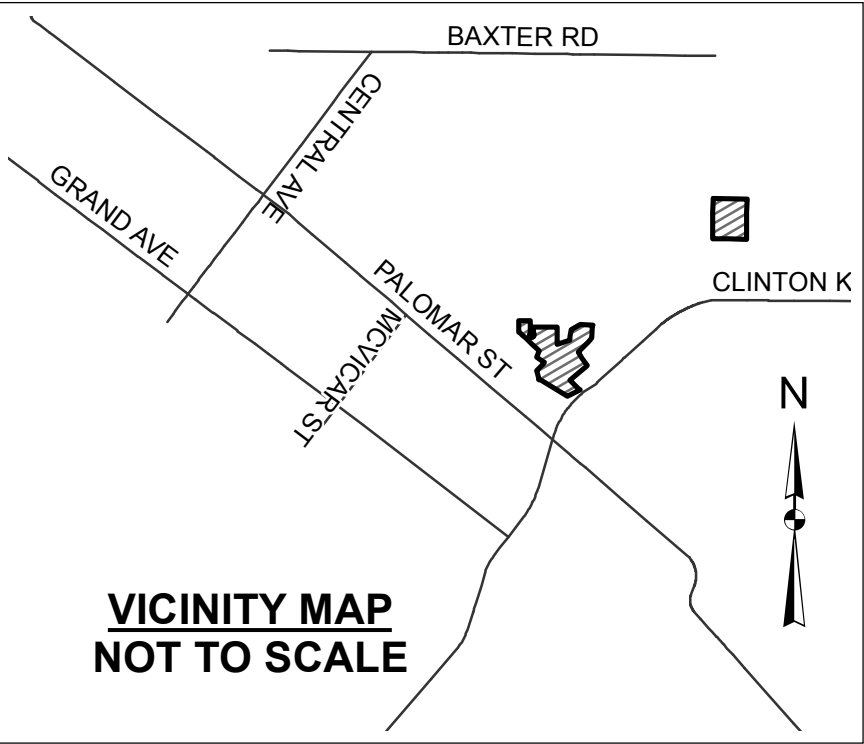 BAXTER RD
CENTRAL AVE
GRAND AVE
PALOMAR ST
CLINTON K
MCVICAR ST
N
VICINITY MAP
NOT TO SCALE